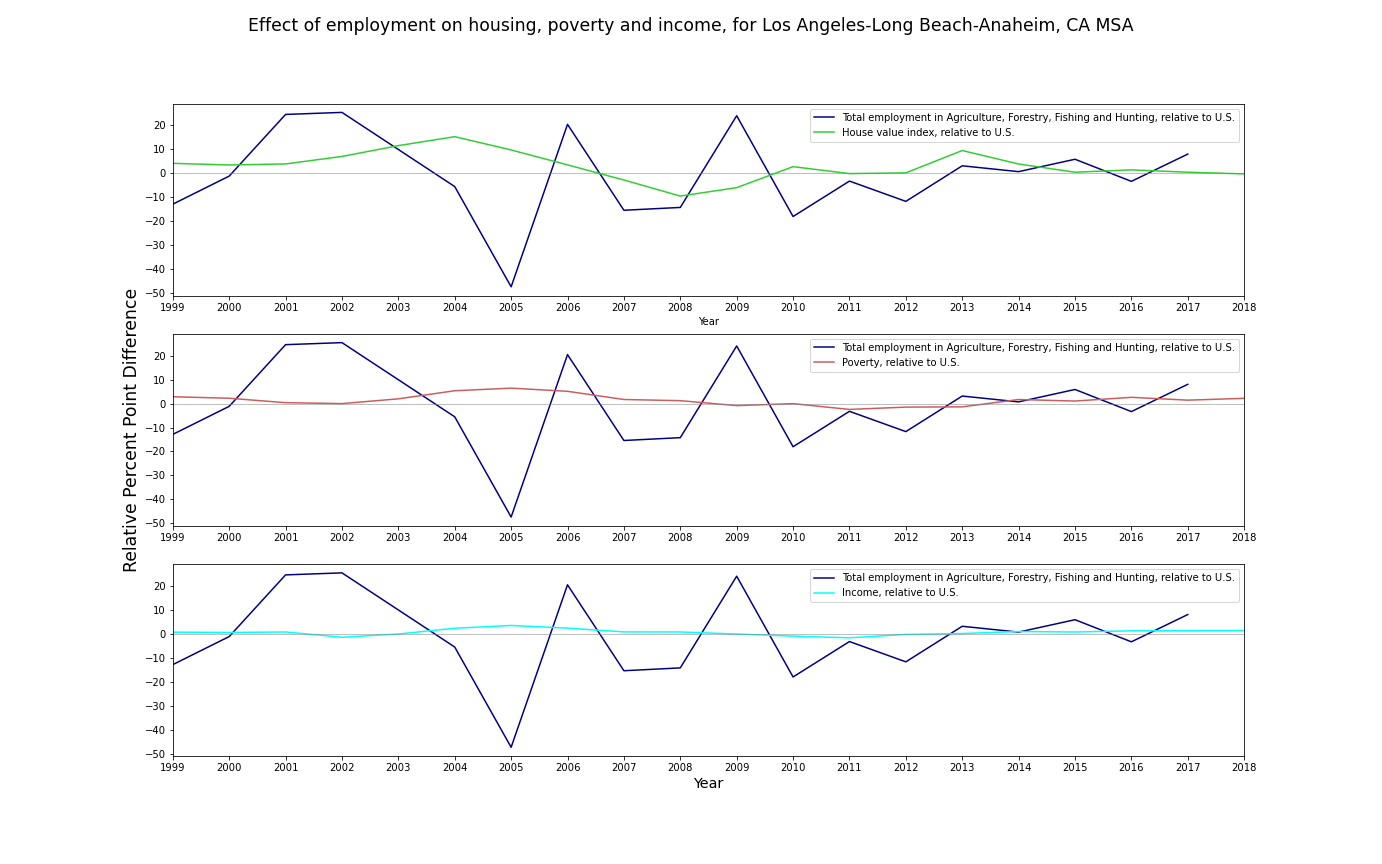 Effect of employment on housing, poverty and income, for Los Angeles-Long Beach-Anaheim, CA MSA
Relative Percent Point Difference
Total employment in Agriculture, Forestry, Fishing and Hunting, relative to U.S.
House value index, relative to U.S.
20
10
0
−10
−20
−30
−40
−50
1999 2000 2001 2002 2003 2004 2005 2006 2007 2008 2009 2010 2011 2012 2013 2014 2015 2016 2017 2018
Year
Total employment in Agriculture, Forestry, Fishing and Hunting, relative to U.S.
Poverty, relative to U.S.
20
10
0
−10
−20
−30
−40
−50
1999 2000 2001 2002 2003 2004 2005 2006 2007 2008 2009 2010 2011 2012 2013 2014 2015 2016 2017 2018
Total employment in Agriculture, Forestry, Fishing and Hunting, relative to U.S.
Income, relative to U.S.
20
10
0
−10
−20
−30
−40
−50
1999 2000 2001 2002 2003 2004 2005 2006 2007 2008 2009 2010 2011 2012 2013 2014 2015 2016 2017 2018
Year